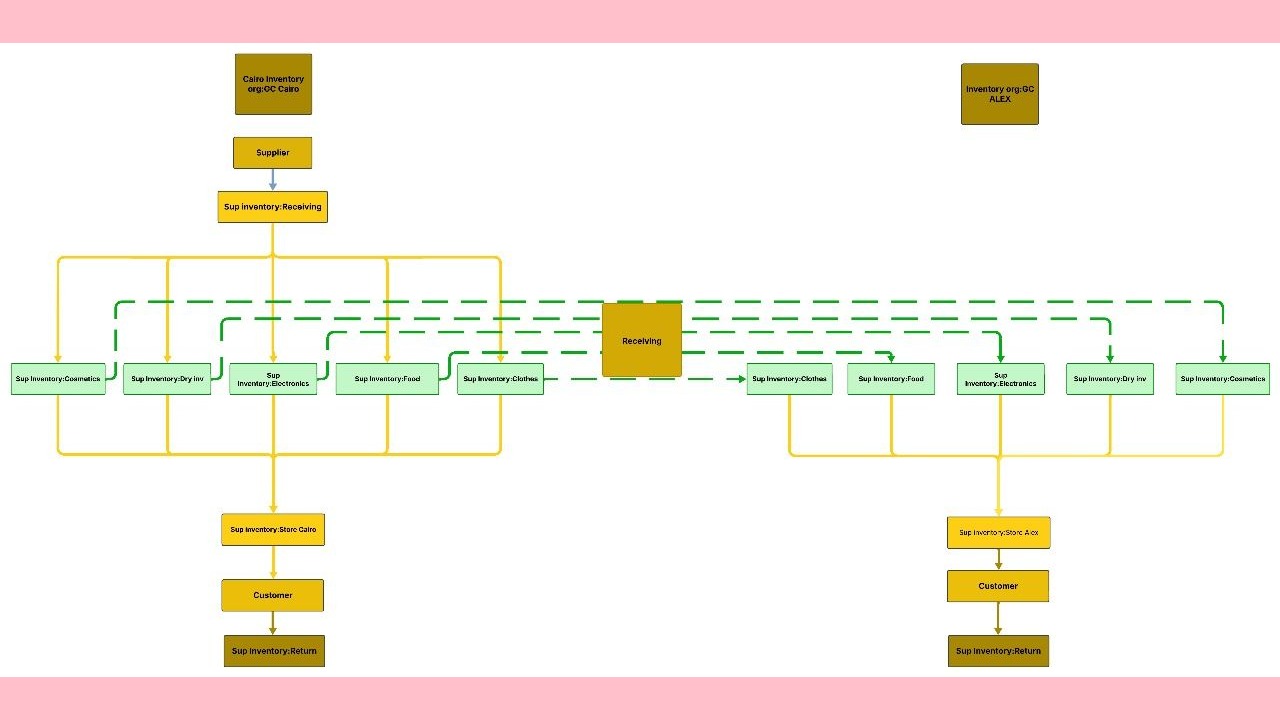 Cairo Inventory
org:GC Cairo
Inventory org:GC
ALEX
Supplier
Sup inventory:Receiving
Receiving
Sup Inventory:Cosmetics
Sup Inventory:Dry inv
Sup
Inventory:Electronics
Sup Inventory:Food
Sup Inventory:Clothes
Sup Inventory:Clothes
Sup Inventory:Food
Sup
Inventory:Electronics
Sup Inventory:Dry inv
Sup Inventory:Cosmetics
Sup inventory:Store Cairo
Sup inventory:Store Alex
Customer
Customer
Sup Inventory:Return
Sup Inventory:Return